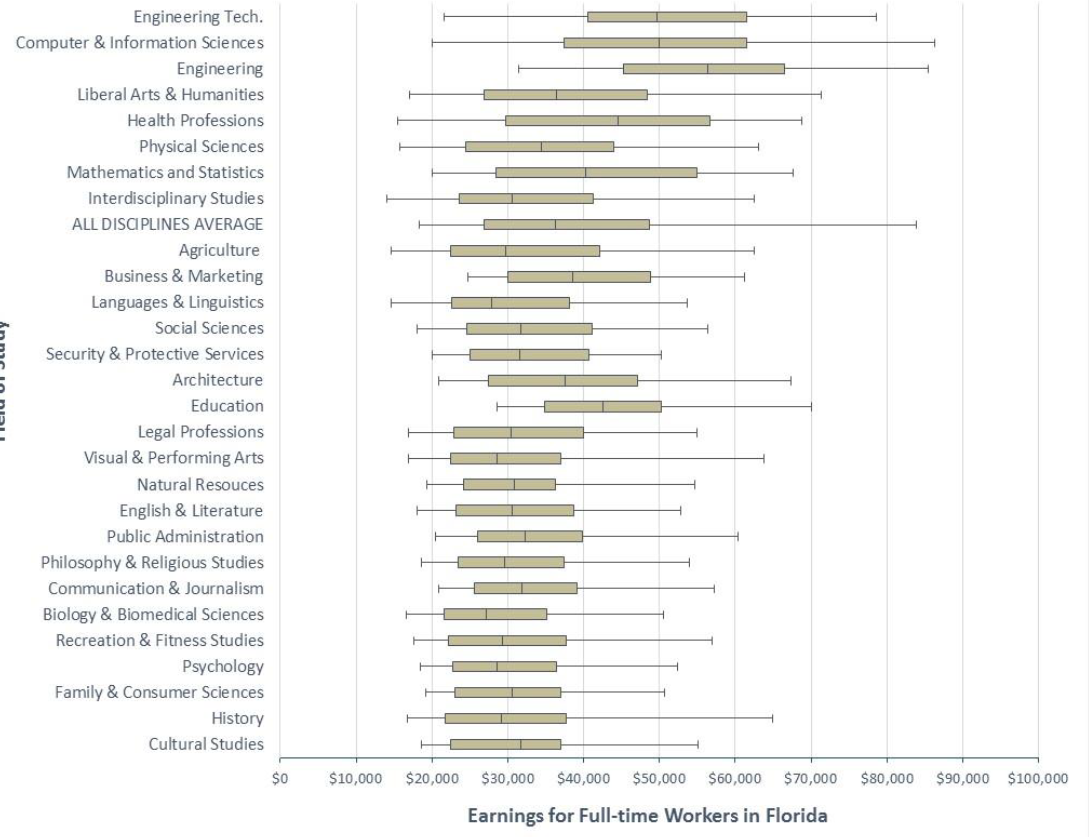 Engineering Tech.
Computer & Information Sciences
Engineering
Liberal Arts & Humanities
Health Professions
Physical Sciences
Mathematics and Statistics
Interdisciplinary Studies
ALL DISCIPLINES AVERAGE
Agriculture
Business & Marketing
Languages & Linguistics
Social Sciences
Security & Protective Services
Architecture
Education
Legal Professions
Visual & Performing Arts
Natural Resouces
English & Literature
Public Administration
Philosophy & Religious Studies
Communication & Journalism
Biology & Biomedical Sciences
Recreation & Fitness Studies
Psychology
Family & Consumer Sciences
History
Cultural Studies
Field of Study
$0 $10,000 $20,000 $30,000 $40,000 $50,000 $60,000 $70,000 $80,000 $90,000 $100,000
Earnings for Full-time Workers in Florida